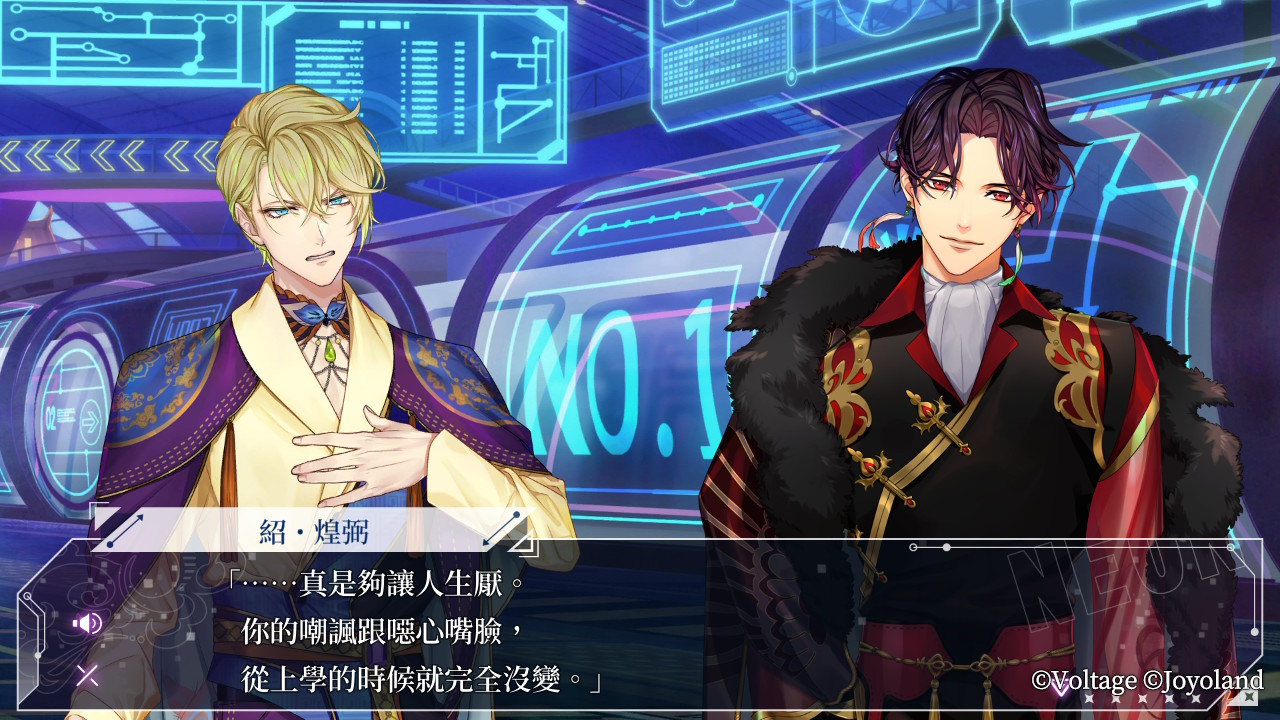 NO.1
紹・煌弼
「……真是夠讓人生厭。
你的嘲諷跟噁心嘴臉，
從上學的時候就完全沒變。」
NEON
©Voltage ©Joyoland